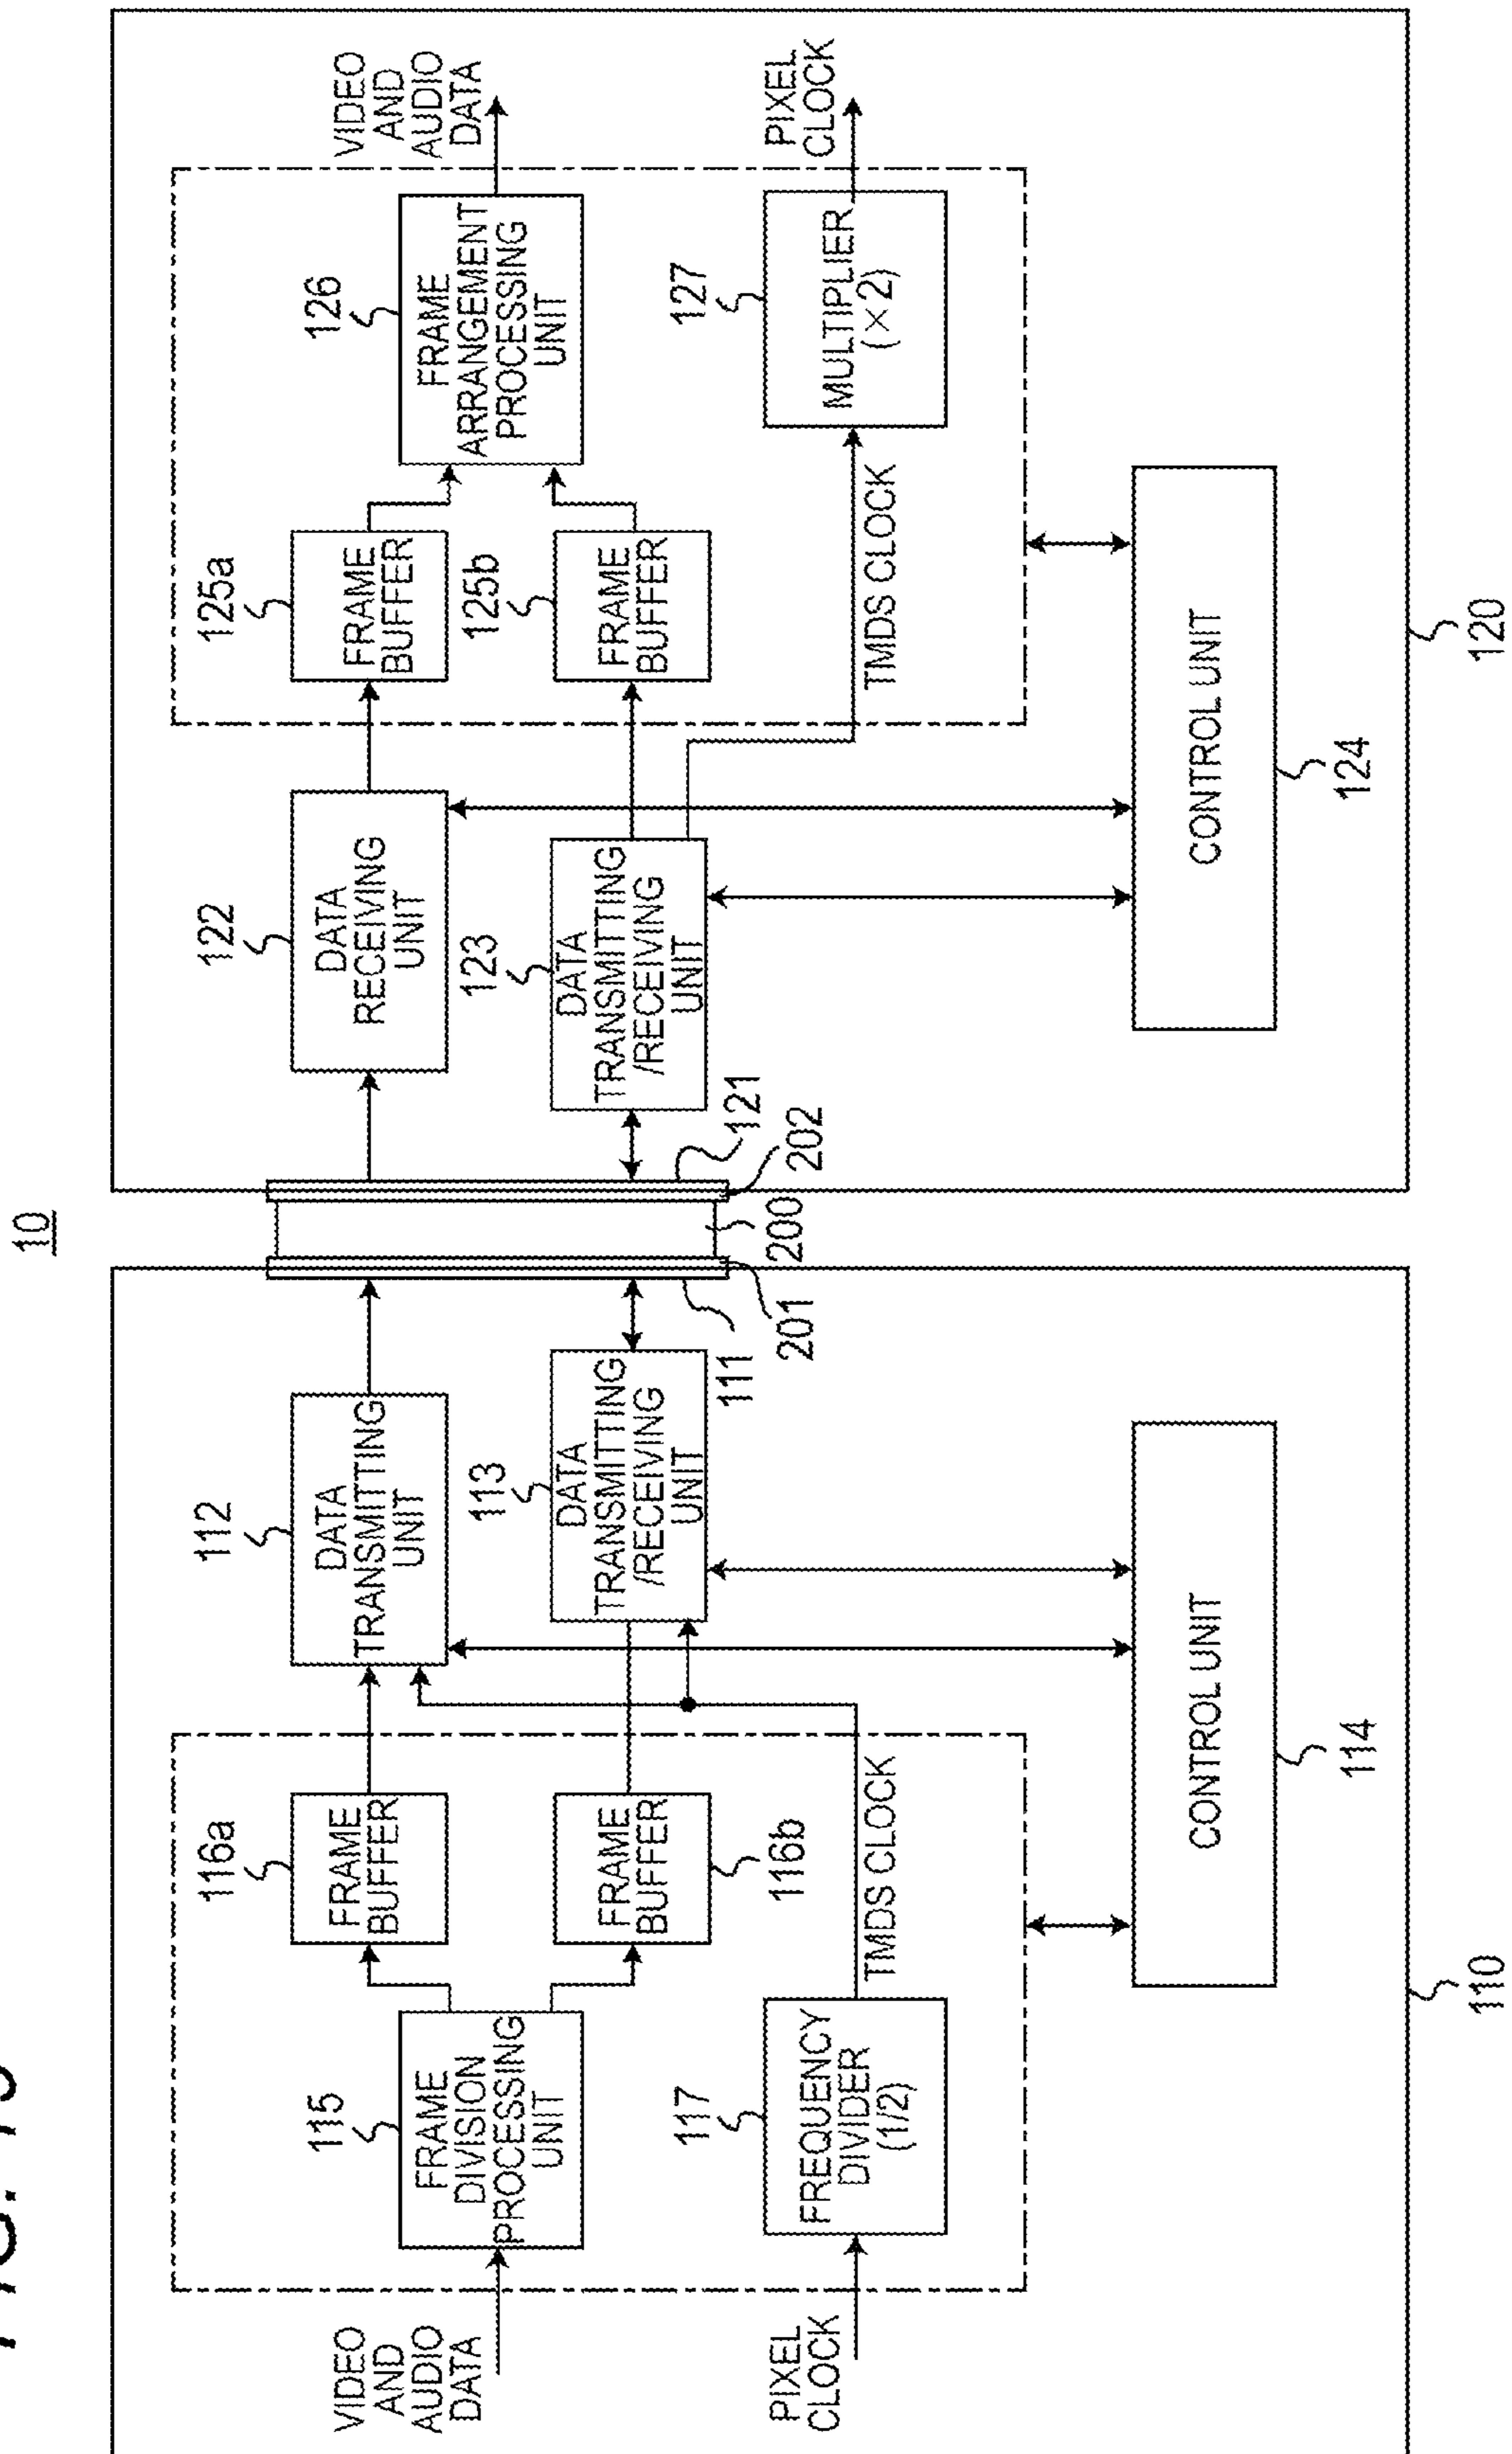 10
VIDEO
AND
AUDIO
DATA
PIXEL
CLOCK
115
FRAME
DIVISION
PROCESSING
UNIT
117
FREQUENCY
DIVIDER
(1/2)
116a
FRAME
BUFFER
FRAME
BUFFER
116b
TMDS CLOCK
112
DATA
TRANSMITTING
UNIT
113
DATA
TRANSMITTING
/RECEIVING
UNIT
111
201
200
202
121
CONTROL UNIT
114
110
122
DATA
RECEIVING
UNIT
123
DATA
TRANSMITTING
/RECEIVING
UNIT
125a
FRAME
BUFFER
125b
FRAME
BUFFER
TMDS CLOCK
126
FRAME
ARRANGEMENT
PROCESSING
UNIT
127
MULTIPLIER
(×2)
VIDEO
AND
AUDIO
DATA
PIXEL
CLOCK
CONTROL UNIT
124
120